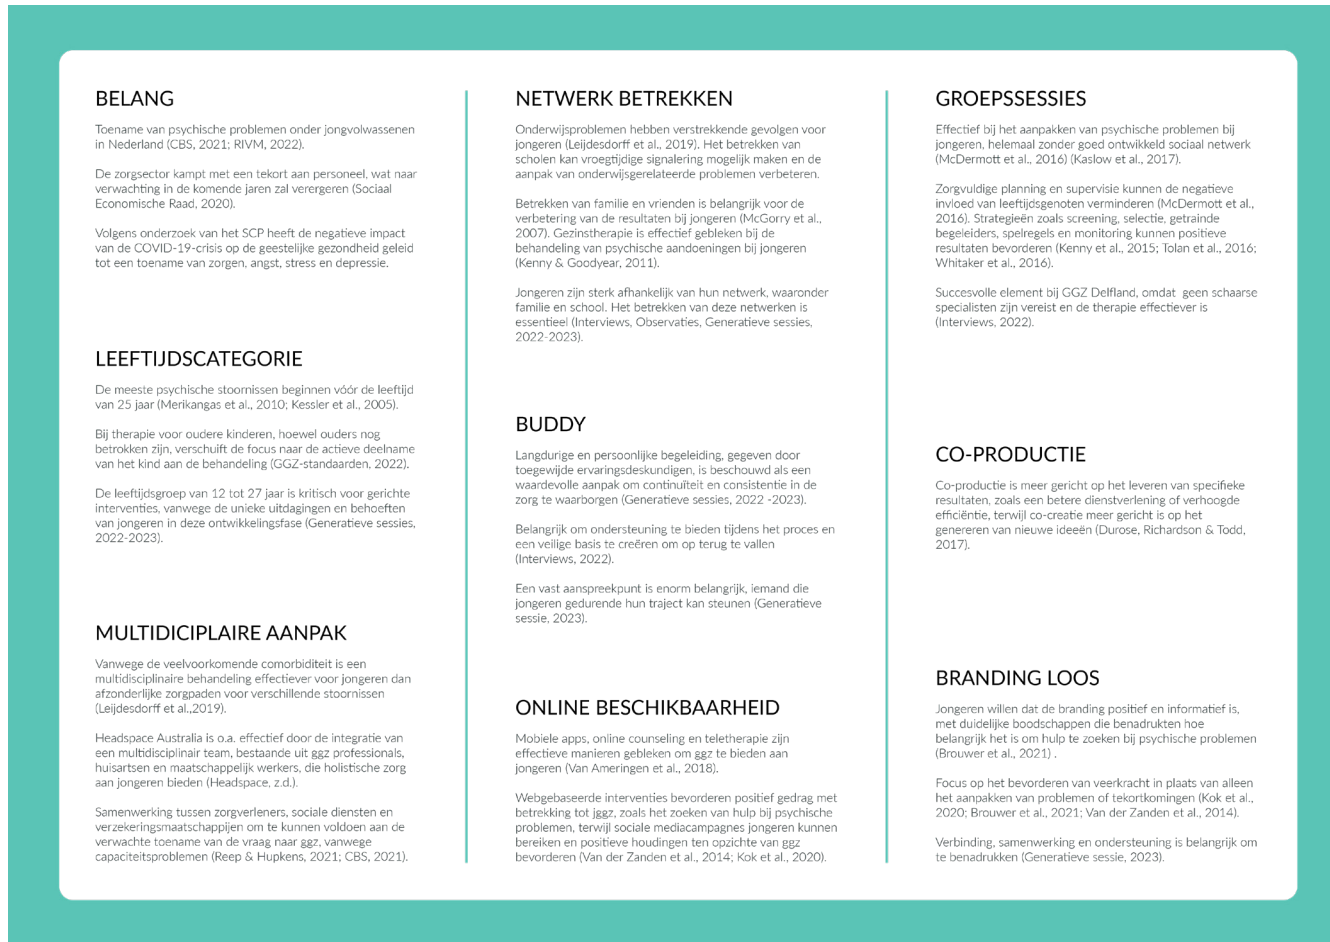 BELANG
Toename van psychische problemen onder jongvolwassenen
in Nederland (CBS, 2021; RIVM, 2022).
De zorgsector kampt met een tekort aan personeel, wat naar
verwachting in de komende jaren zal verergeren (Sociaal
Economische Raad, 2020).
Volgens onderzoek van het SCP heeft de negatieve impact
van de COVID-19-crisis op de geestelijke gezondheid geleid
tot een toename van zorgen, angst, stress en depressie.
LEEFTIJDSCATEGORIE
De meeste psychische stoornissen beginnen vóór de leeftijd
van 25 jaar (Merikangas et al., 2010; Kessler et al., 2005).
Bij therapie voor oudere kinderen, hoewel ouders nog
betrokken zijn, verschuift de focus naar de actieve deelname
van het kind aan de behandeling (GGZ-standaarden, 2022).
De leeftijdsgroep van 12 tot 27 jaar is kritisch voor gerichte
interventies, vanwege de unieke uitdagingen en behoeften
van jongeren in deze ontwikkelingsfase (Generatieve sessies,
2022-2023).
MULTIDICIPLAIRE AANPAK
Vanwege de veelvoorkomende comorbiditeit is een
multidisciplinaire behandeling effectiever voor jongeren dan
afzonderlijke zorgpaden voor verschillende stoornissen
(Leijdesdorff et al.,2019).
Headspace Australia is o.a. effectief door de integratie van
een multidisciplinair team, bestaande uit ggz professionals,
huisartsen en maatschappelijk werkers, die holistische zorg
aan jongeren bieden (Headspace, z.d.).
Samenwerking tussen zorgverleners, sociale diensten en
verzekeringsmaatschappijen om te kunnen voldoen aan de
verwachte toename van de vraag naar ggz, vanwege
capaciteitsproblemen (Reep & Hupkens, 2021; CBS, 2021).
NETWERK BETREKKEN
Onderwijsproblemen hebben verstrekkende gevolgen voor
jongeren (Leijdesdorff et al., 2019). Het betrekken van
scholen kan vroegtijdige signalering mogelijk maken en de
aanpak van onderwijsgerelateerde problemen verbeteren.
Betrekken van familie en vrienden is belangrijk voor de
verbetering van de resultaten bij jongeren (McGorry et al.,
2007). Gezinstherapie is effectief gebleken bij de
behandeling van psychische aandoeningen bij jongeren
(Kenny & Goodyear, 2011).
Jongeren zijn sterk afhankelijk van hun netwerk, waaronder
familie en school. Het betrekken van deze netwerken is
essentieel (Interviews, Observaties, Generatieve sessies,
2022-2023).
BUDDY
Langdurige en persoonlijke begeleiding, gegeven door
toegewijde ervaringsdeskundigen, is beschouwd als een
waardevolle aanpak om continuïteit en consistentie in de
zorg te waarborgen (Generatieve sessies, 2022 -2023).
Belangrijk om ondersteuning te bieden tijdens het proces en
een veilige basis te creëren om op terug te vallen
(Interviews, 2022).
Een vast aanspreekpunt is enorm belangrijk, iemand die
jongeren gedurende hun traject kan steunen (Generatieve
sessie, 2023).
ONLINE BESCHIKBAARHEID
Mobiele apps, online counseling en teletherapie zijn
effectieve manieren gebleken om ggz te bieden aan
jongeren (Van Ameringen et al., 2018).
Webgebaseerde interventies bevorderen positief gedrag met
betrekking tot jggz, zoals het zoeken van hulp bij psychische
problemen, terwijl sociale mediacampagnes jongeren kunnen
bereiken en positieve houdingen ten opzichte van ggz
bevorderen (Van der Zanden et al., 2014; Kok et al., 2020).
GROEPSSESSIES
Effectief bij het aanpakken van psychische problemen bij
jongeren, helemaal zonder goed ontwikkeld sociaal netwerk
(McDermott et al., 2016) (Kaslow et al., 2017).
Zorgvuldige planning en supervisie kunnen de negatieve
invloed van leeftijdsgenoten verminderen (McDermott et al.,
2016). Strategieën zoals screening, selectie, getrainde
begeleiders, spelregels en monitoring kunnen positieve
resultaten bevorderen (Kenny et al., 2015; Tolan et al., 2016;
Whitaker et al., 2016).
Succesvolle element bij GGZ Delfland, omdat geen schaarse
specialisten zijn vereist en de therapie effectiever is
(Interviews, 2022).
CO-PRODUCTIE
Co-productie is meer gericht op het leveren van specifieke
resultaten, zoals een betere dienstverlening of verhoogde
efficiëntie, terwijl co-creatie meer gericht is op het
genereren van nieuwe ideeën (Durose, Richardson & Todd,
2017).
BRANDING LOOS
Jongeren willen dat de branding positief en informatief is,
met duidelijke boodschappen die benadrukten hoe
belangrijk het is om hulp te zoeken bij psychische problemen
(Brouwer et al., 2021) .
Focus op het bevorderen van veerkracht in plaats van alleen
het aanpakken van problemen of tekortkomingen (Kok et al.,
2020; Brouwer et al., 2021; Van der Zanden et al., 2014).
Verbinding, samenwerking en ondersteuning is belangrijk om
te benadrukken (Generatieve sessie, 2023).